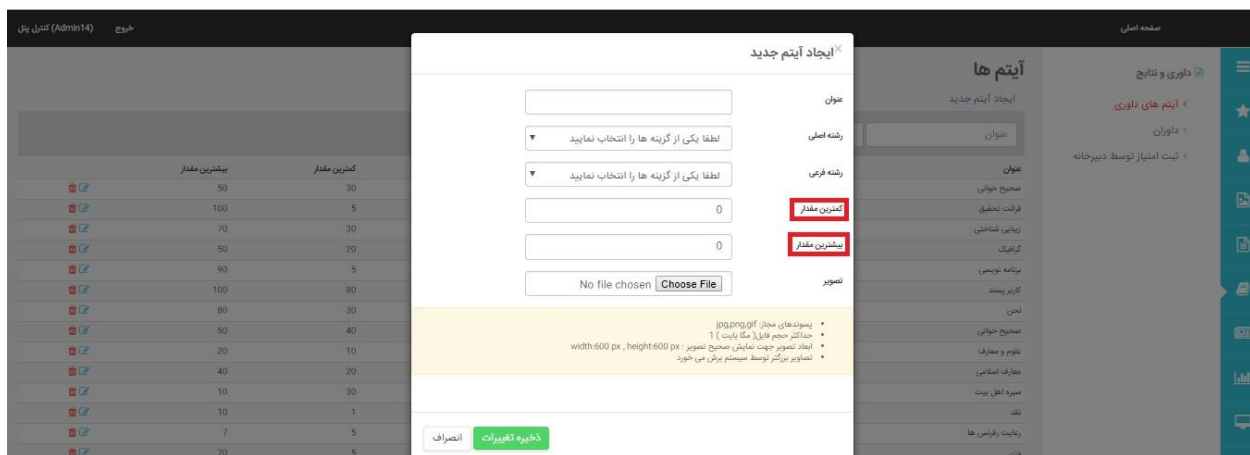 صفحه اصلی
خروج
(Admin14) کنترل پنل
داوری و نتایج
آیتم های داوری
داوران
ثبت امتیاز توسط دبیرخانه
آیتم ها
ایجاد آیتم جدید
عنوان
عنوان
کمترین مقدار
بیشترین مقدار
صحیح خوانی
30
50
قرائت تحقیق
5
100
زیبایی شناختی
30
70
گرافیک
20
50
برنامه نویسی
5
90
کاربر پسند
80
100
لحن
30
80
صحیح خوانی
40
50
علوم و معارف
10
20
معارف اسلامی
20
40
سیره اهل بیت
30
10
نقد
1
10
رعایت رفرنس ها
5
7
وزن
5
20
×
ایجاد آیتم جدید
عنوان
رشته اصلی
لطفا یکی از گزینه ها را انتخاب نمایید
رشته فرعی
لطفا یکی از گزینه ها را انتخاب نمایید
کمترین مقدار
0
بیشترین مقدار
0
تصویر
Choose File No file chosen
پسوندهای مجاز: jpg,png,gif
حداکثر حجم فایل( مگا بایت ) 1
ابعاد تصویر جهت نمایش صحیح تصویر : width:600 px , height:600 px
تصاویر بزرگتر توسط سیستم برش می خورد
ذخیره تغییرات
انصراف